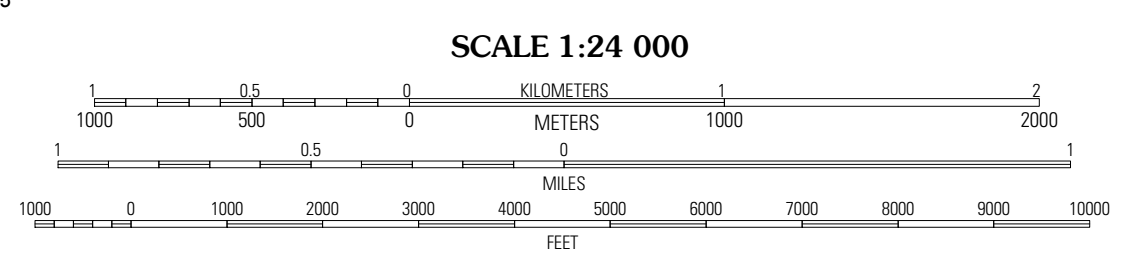 5
SCALE 1:24 000
1 0.5 0 KILOMETERS 1 2
1000 500 0 METERS 1000 2000
1 0.5 0 1
MILES
1000 0 1000 2000 3000 4000 5000 6000 7000 8000 9000 10000
FEET